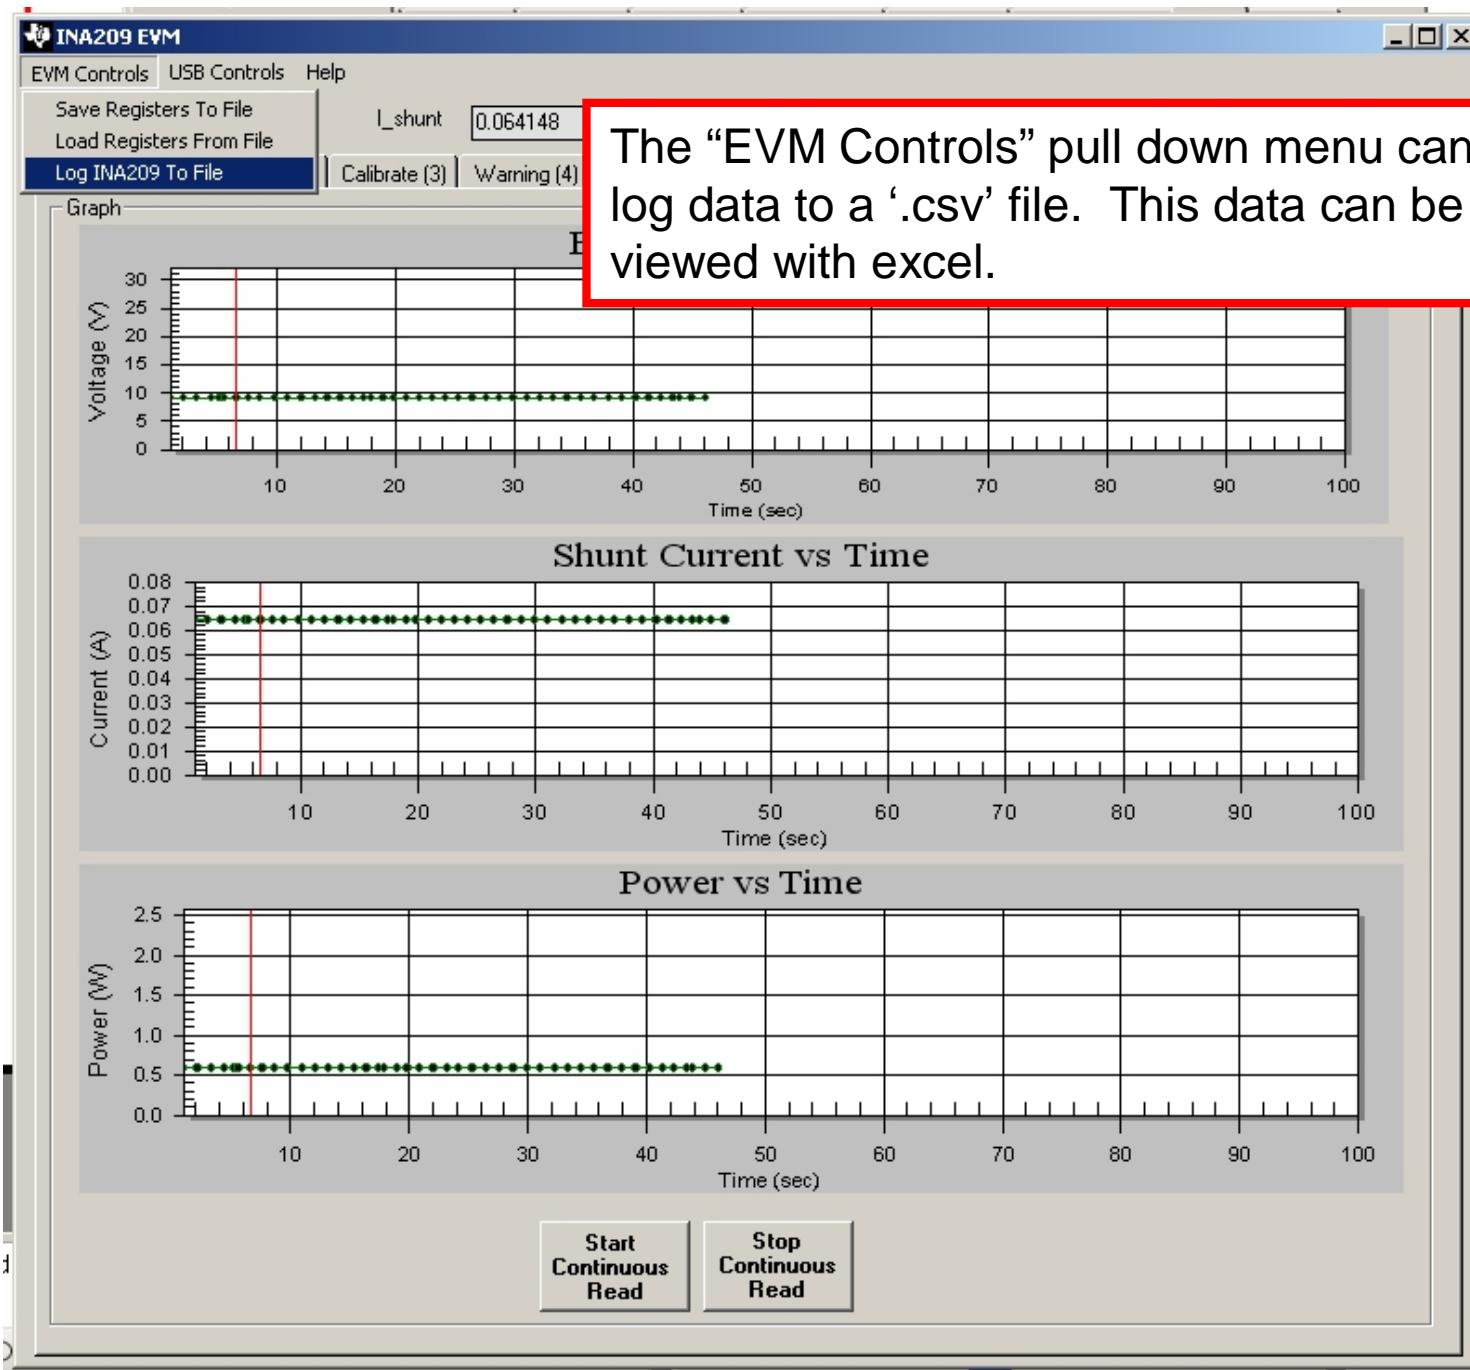 INA209 EVM
EVM Controls USB Controls Help
Save Registers To File
Load Registers From File
Log INA209 To File
I_shunt 0.064148
Calibrate (3) Warning (4)
The “EVM Controls” pull down menu can
log data to a ‘.csv’ file. This data can be
viewed with excel.
Graph
Voltage (V)
30
25
20
15
10
5
0
10 20 30 40 50 60 70 80 90 100
Time (sec)
Shunt Current vs Time
Current (A)
0.08
0.07
0.06
0.05
0.04
0.03
0.02
0.01
0.00
10 20 30 40 50 60 70 80 90 100
Time (sec)
Power vs Time
Power (W)
2.5
2.0
1.5
1.0
0.5
0.0
10 20 30 40 50 60 70 80 90 100
Time (sec)
Start
Continuous
Read
Stop
Continuous
Read